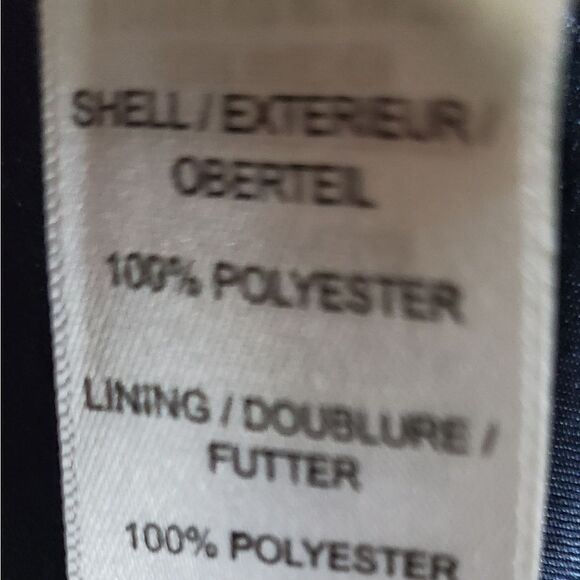 SHELL / EXTERIEUR /
OBERTEIL
100% POLYESTER
LINING / DOUBLURE /
FUTTER
100% POLYESTER